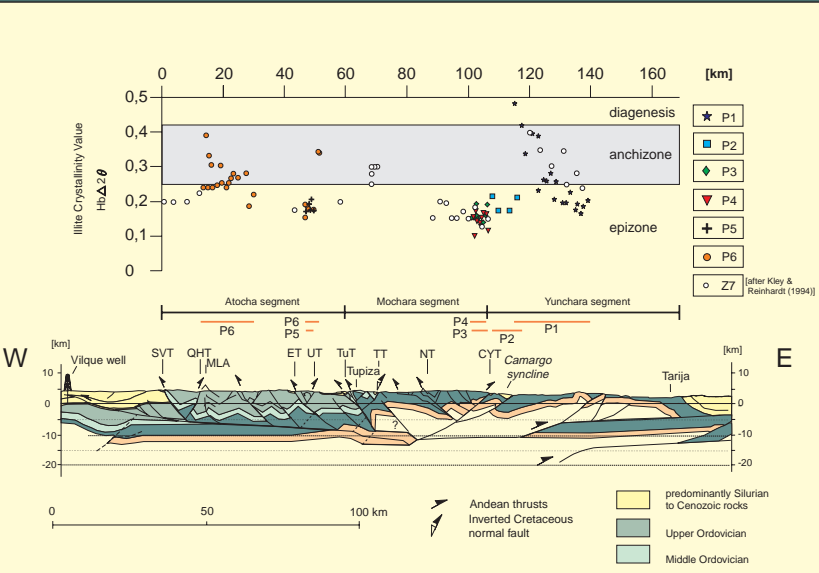 0 20 40 60 80 100 120 140 160 [km]
0,5
0,4
0,3
0,2
0,1
0
Illite Crystallinity Value
Hb Δ 2θ
diagenesis
anchizone
epizone
P1
P2
P3
P4
P5
P6
Z7 [after Kley & Reinhardt (1994)]
Atocha segment Mochara segment Yunchara segment
P6 P6 P4 P1
P5 P3 P2
W E
[km] [km]
Vilque well SVT QHT MLA ET UT TuT TT NT CYT Camargo
syncline
Tupiza Tarija
10 10
0 0
-10 -10
-20 -20
?
0 50 100 km
Andean thrusts
Inverted Cretaceous
normal fault
predominantly Silurian
to Cenozoic rocks
Upper Ordovician
Middle Ordovician